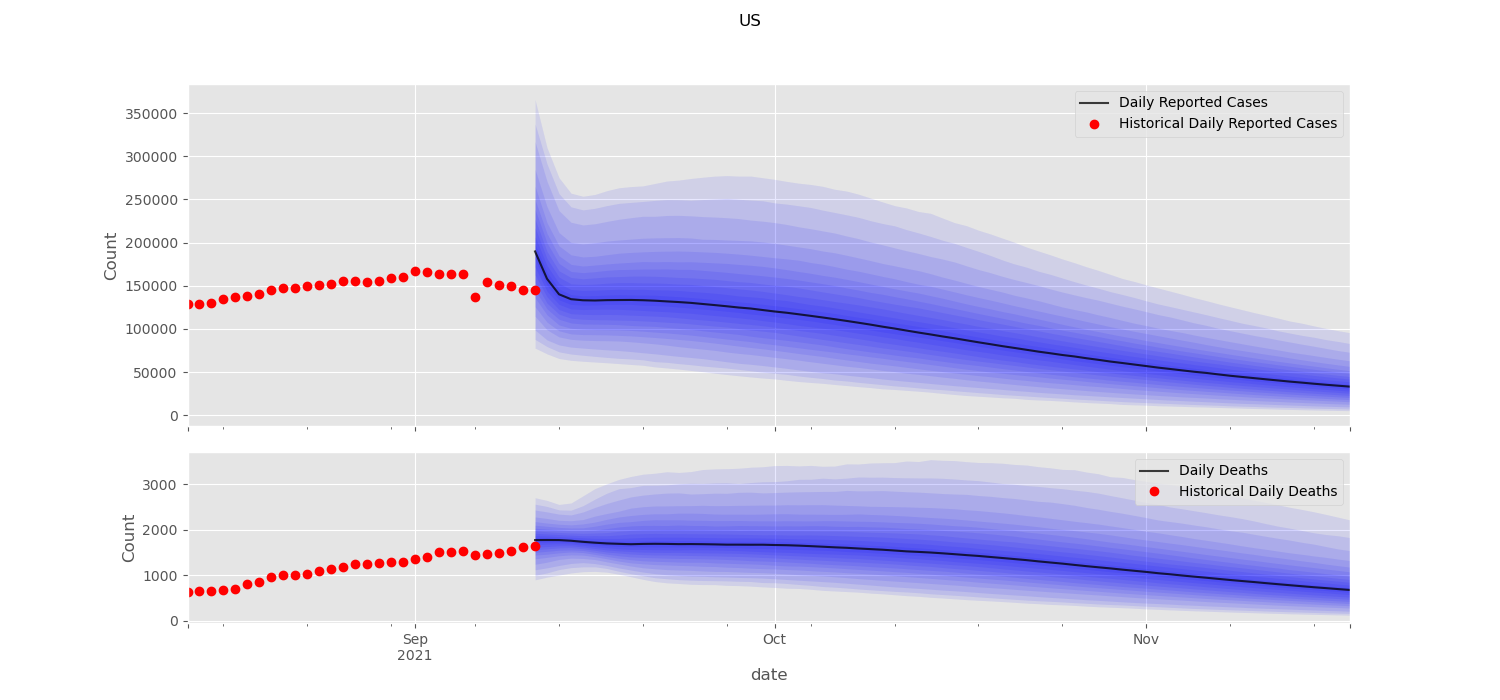 US
350000
300000
250000
200000
150000
100000
50000
0
Count
Daily Reported Cases
Historical Daily Reported Cases
3000
2000
1000
0
Count
Daily Deaths
Historical Daily Deaths
Sep
2021
Oct
Nov
date